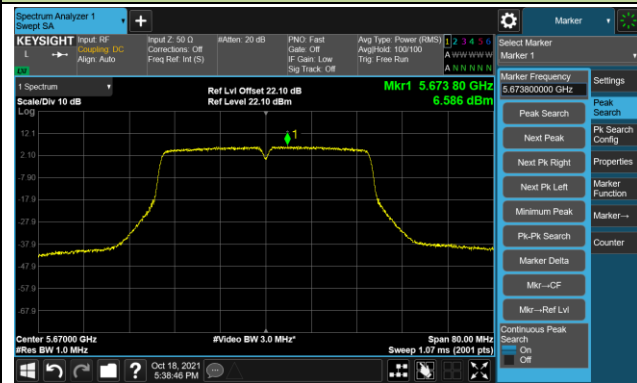 Spectrum Analyzer 1
Swept SA
Marker
KEYSIGHT
L
Input: RF
Coupling: DC
Align: Auto
Input Z: 50 Ω
Corrections: Off
Freq Ref: Int (S)
#Atten: 20 dB
PNO: Fast
Gate: Off
IF Gain: Low
Sig Track: Off
Avg Type: Power (RMS)
Avg|Hold: 100/100
Trig: Free Run
1 2 3 4 5 6
A W W W W W
A N N N N N
Select Marker
Marker 1
1 Spectrum
Scale/Div 10 dB
Log
Ref Lvl Offset 22.10 dB
Ref Level 22.10 dBm
Mkr1 5.673 80 GHz
6.586 dBm
1
12.1
2.10
-7.90
-17.9
-27.9
-37.9
-47.9
-57.9
-67.9
Center 5.67000 GHz
#Res BW 1.0 MHz
#Video BW 3.0 MHz*
Span 80.00 MHz
Sweep 1.07 ms (2001 pts)
Marker Frequency
5.673800000 GHz
Peak Search
Next Peak
Next Pk Right
Next Pk Left
Minimum Peak
Pk-Pk Search
Marker Delta
Mkr→CF
Mkr→Ref Lvl
Continuous Peak
Search
On
Off
Settings
Peak
Search
Pk Search
Config
Properties
Marker
Function
Marker→
Counter
Oct 18, 2021
5:38:46 PM